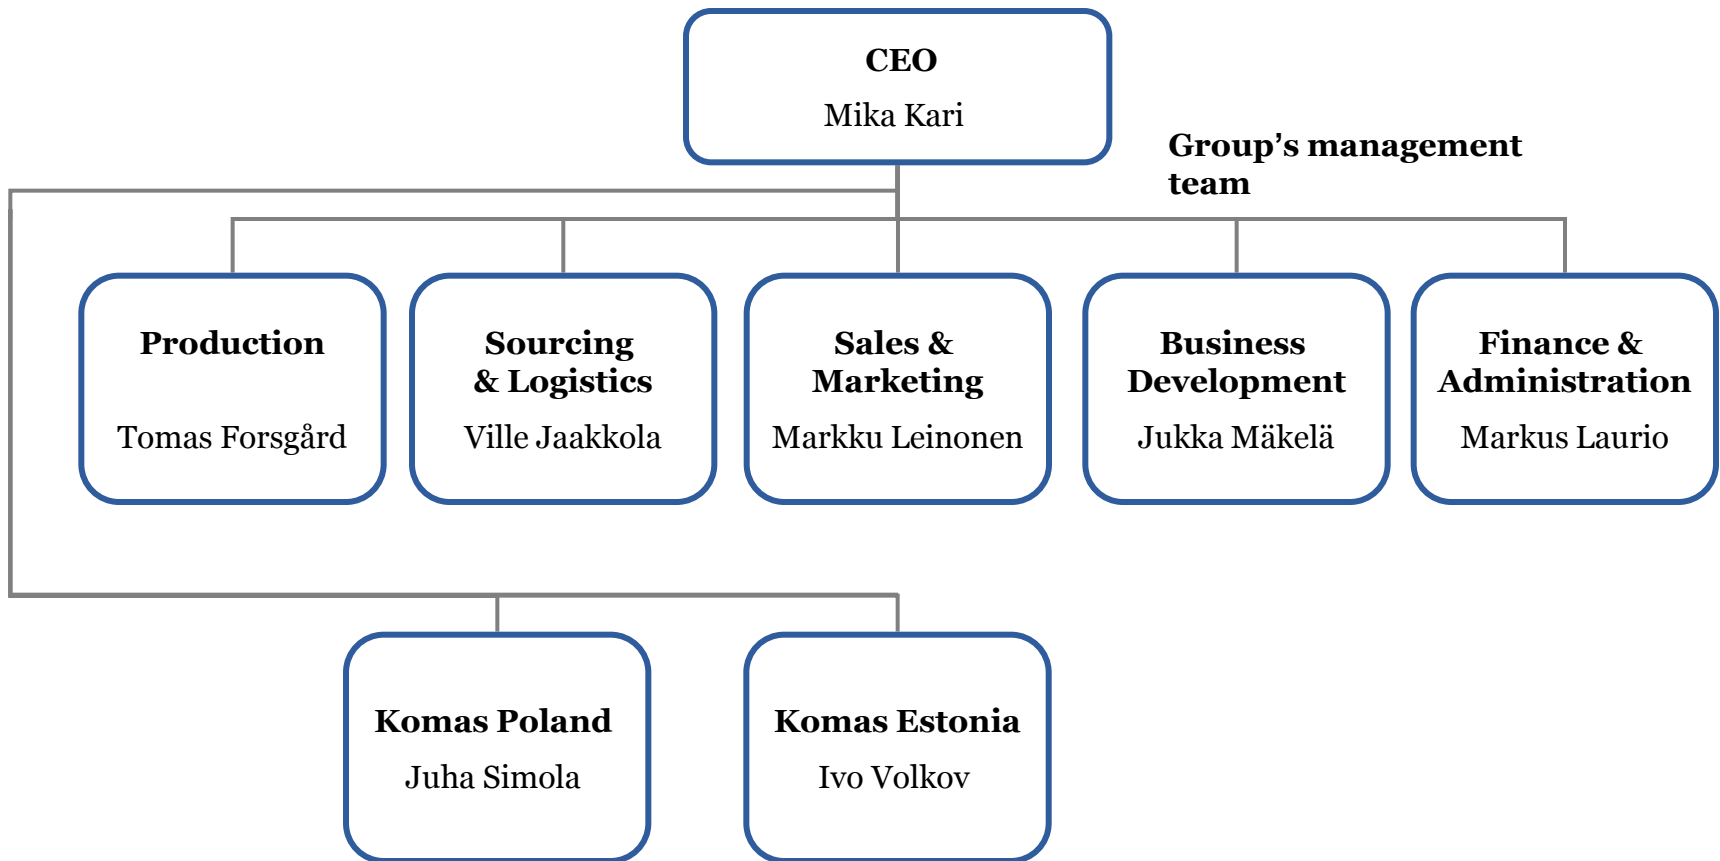 CEO
Mika Kari
Group’s management
team
Production
Tomas Forsgård
Sourcing
& Logistics
Ville Jaakkola
Sales &
Marketing
Markku Leinonen
Business
Development
Jukka Mäkelä
Finance &
Administration
Markus Laurio
Komas Poland
Juha Simola
Komas Estonia
Ivo Volkov